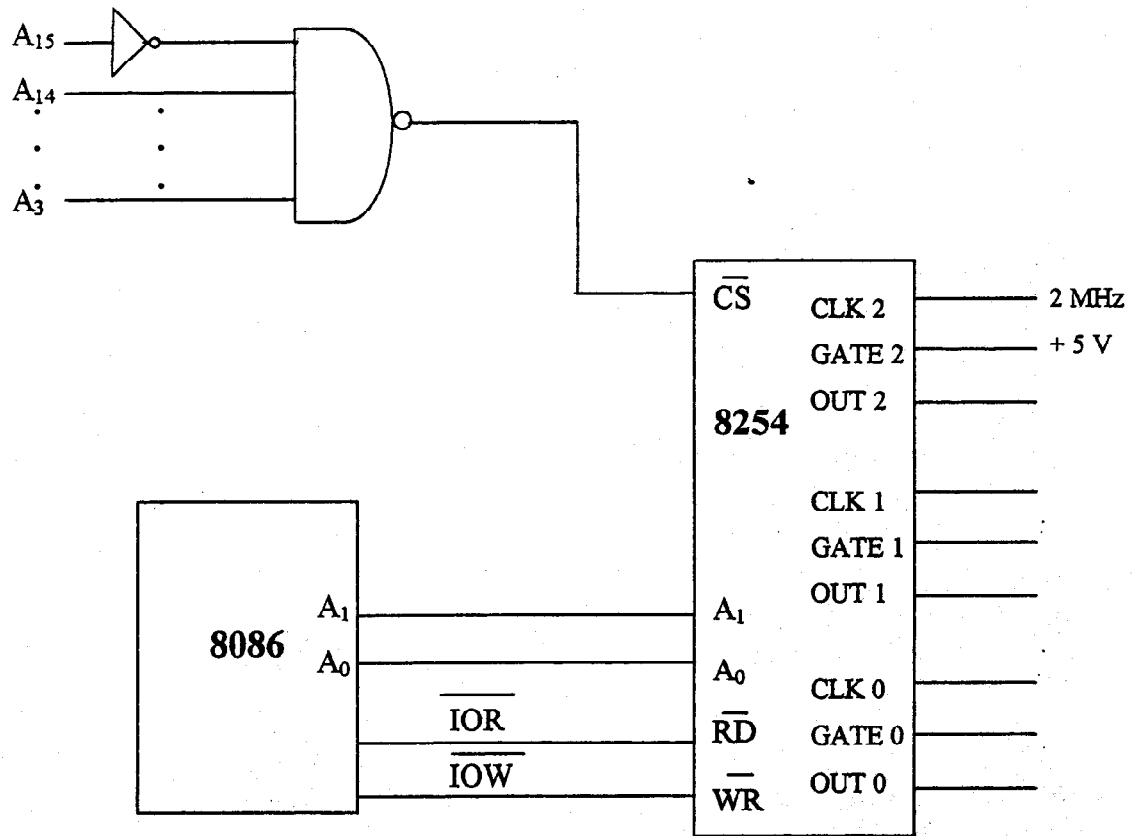 A15
A14
A3
CS
CLK 2
2 MHz
GATE 2
+ 5 V
OUT 2
8254
CLK 1
GATE 1
OUT 1
A1
A1
8086
A0
A0
CLK 0
IOR
RD
GATE 0
IOW
WR
OUT 0